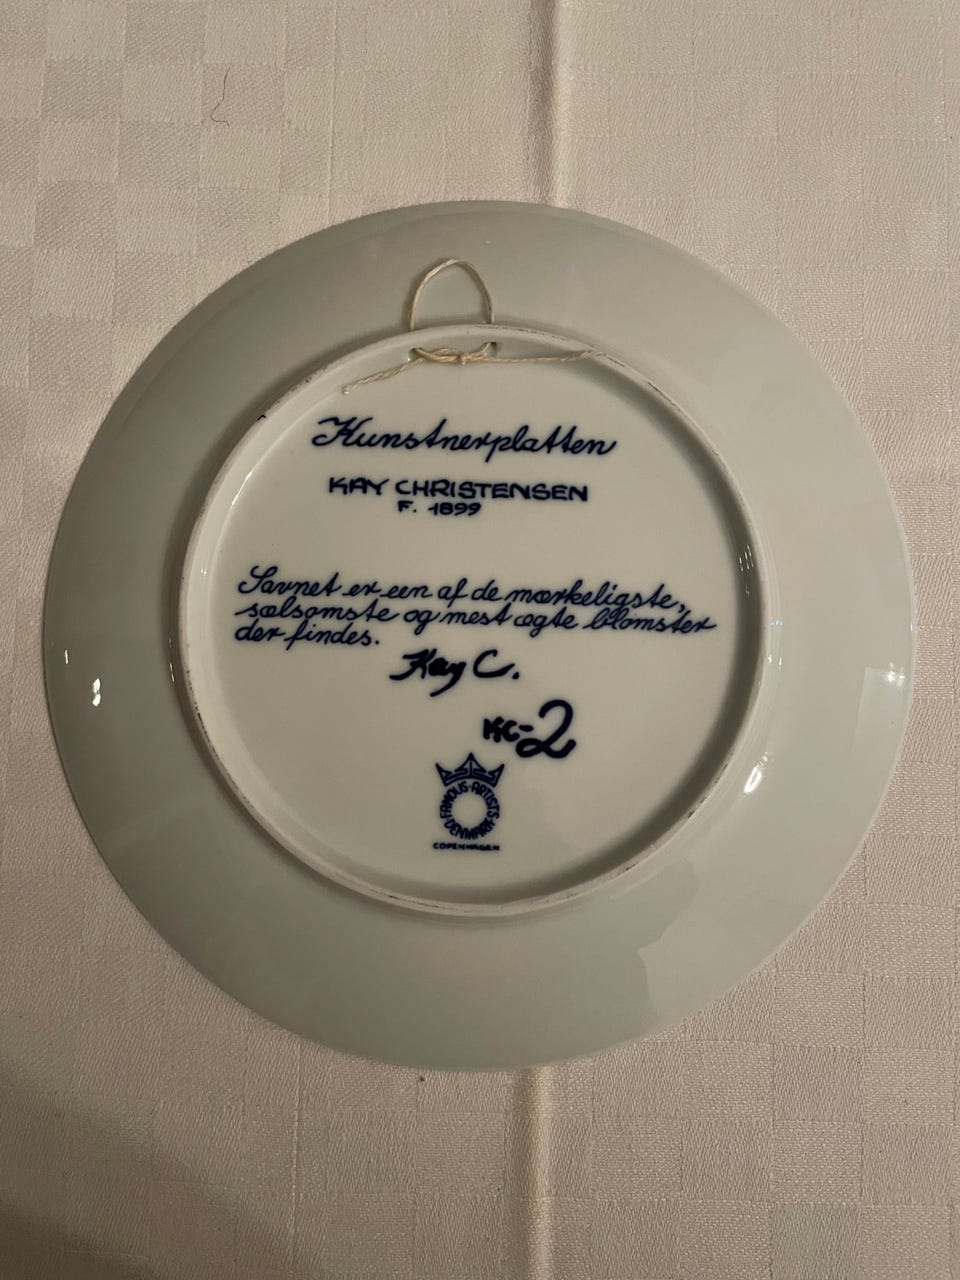 Kunstnerplatten
KAY CHRISTENSEN
F. 1899
Savnet er een af de mærkeligste,
sælsomste og mest ægte blomster
der findes.
Kay C.
KC-2
FAMOUS·ARTISTS
DENMARK
COPENHAGEN